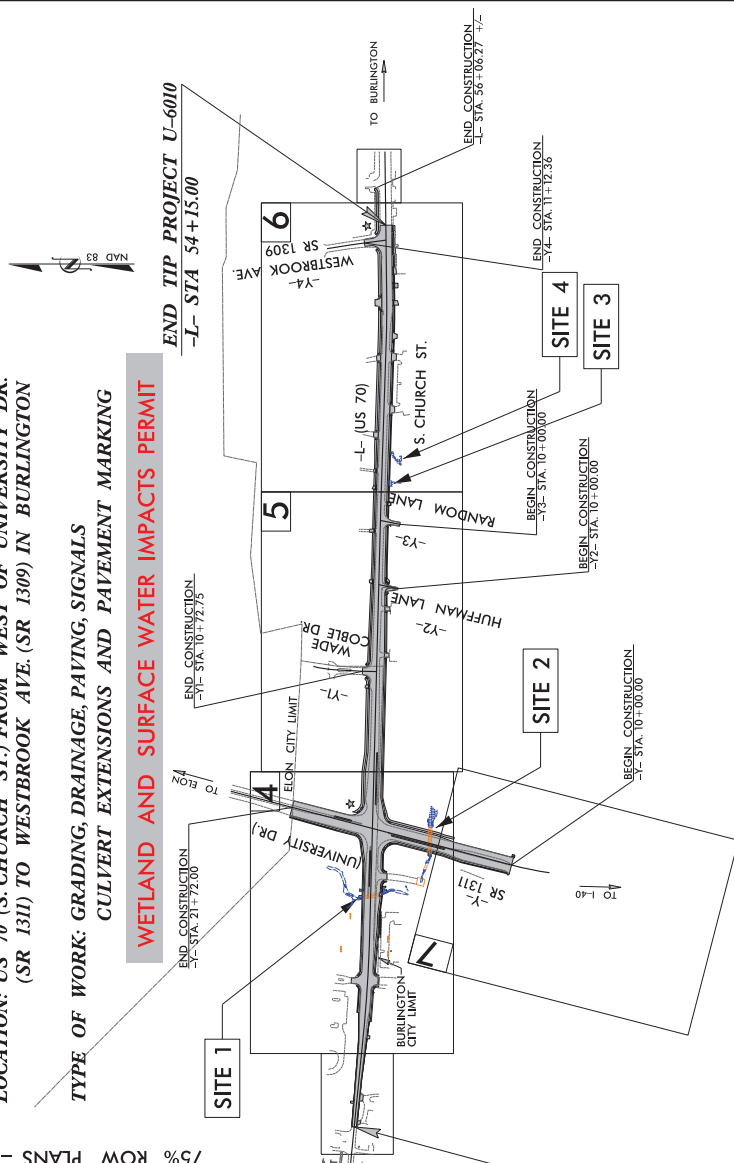 LOCATION: US 70 (S. CHURCH ST.) FROM WEST OF UNIVERSITY DR.
(SR 1311) TO WESTBROOK AVE. (SR 1309) IN BURLINGTON
TYPE OF WORK: GRADING, DRAINAGE, PAVING, SIGNALS
CULVERT EXTENSIONS AND PAVEMENT MARKING
WETLAND AND SURFACE WATER IMPACTS PERMIT
75% ROW PLANS –
NAD 83
END TIP PROJECT U-6010
-L- STA 54+15.00
TO BURLINGTON
END CONSTRUCTION
-L- STA. 56+06.27 +/-
6
WESTBROOK AVE.
SR 1309
-Y4-
END CONSTRUCTION
-Y4- STA. 11+12.36
SITE 4
SITE 3
-L- (US 70)
S. CHURCH ST.
5
RANDOM LANE
-Y3-
BEGIN CONSTRUCTION
-Y3- STA. 10+00.00
HUFFMAN LANE
-Y2-
BEGIN CONSTRUCTION
-Y2- STA. 10+00.00
END CONSTRUCTION
-Y1- STA. 10+72.75
WADE
COBLE DR.
-Y1-
ELON CITY LIMIT
TO ELON
4
(UNIVERSITY DR.)
END CONSTRUCTION
-Y- STA. 21+72.00
SITE 2
BEGIN CONSTRUCTION
-Y- STA. 10+00.00
-Y-
SR 1311
TO I-40
7
BURLINGTON
CITY LIMIT
SITE 1